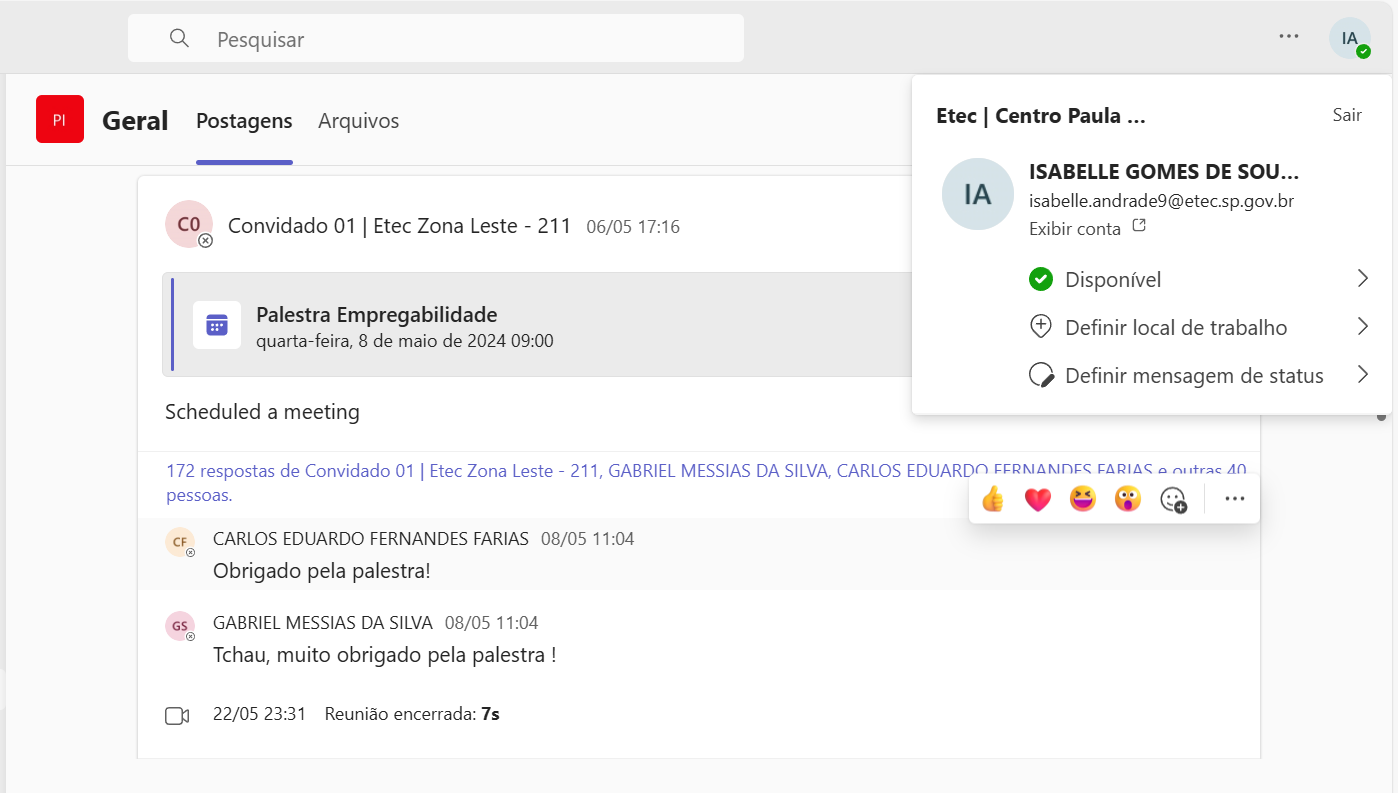 Pesquisar
IA
PI
Geral
Postagens
Arquivos
Etec | Centro Paula ...
Sair
IA
ISABELLE GOMES DE SOU...
isabelle.andrade9@etec.sp.gov.br
Exibir conta
Disponível
Definir local de trabalho
Definir mensagem de status
C0
Convidado 01 | Etec Zona Leste - 211 06/05 17:16
Palestra Empregabilidade
quarta-feira, 8 de maio de 2024 09:00
Scheduled a meeting
172 respostas de Convidado 01 | Etec Zona Leste - 211, GABRIEL MESSIAS DA SILVA, CARLOS EDUARDO FERNANDES FARIAS e outras 40
pessoas.
CF
CARLOS EDUARDO FERNANDES FARIAS 08/05 11:04
Obrigado pela palestra!
GS
GABRIEL MESSIAS DA SILVA 08/05 11:04
Tchau, muito obrigado pela palestra !
22/05 23:31 Reunião encerrada: 7s